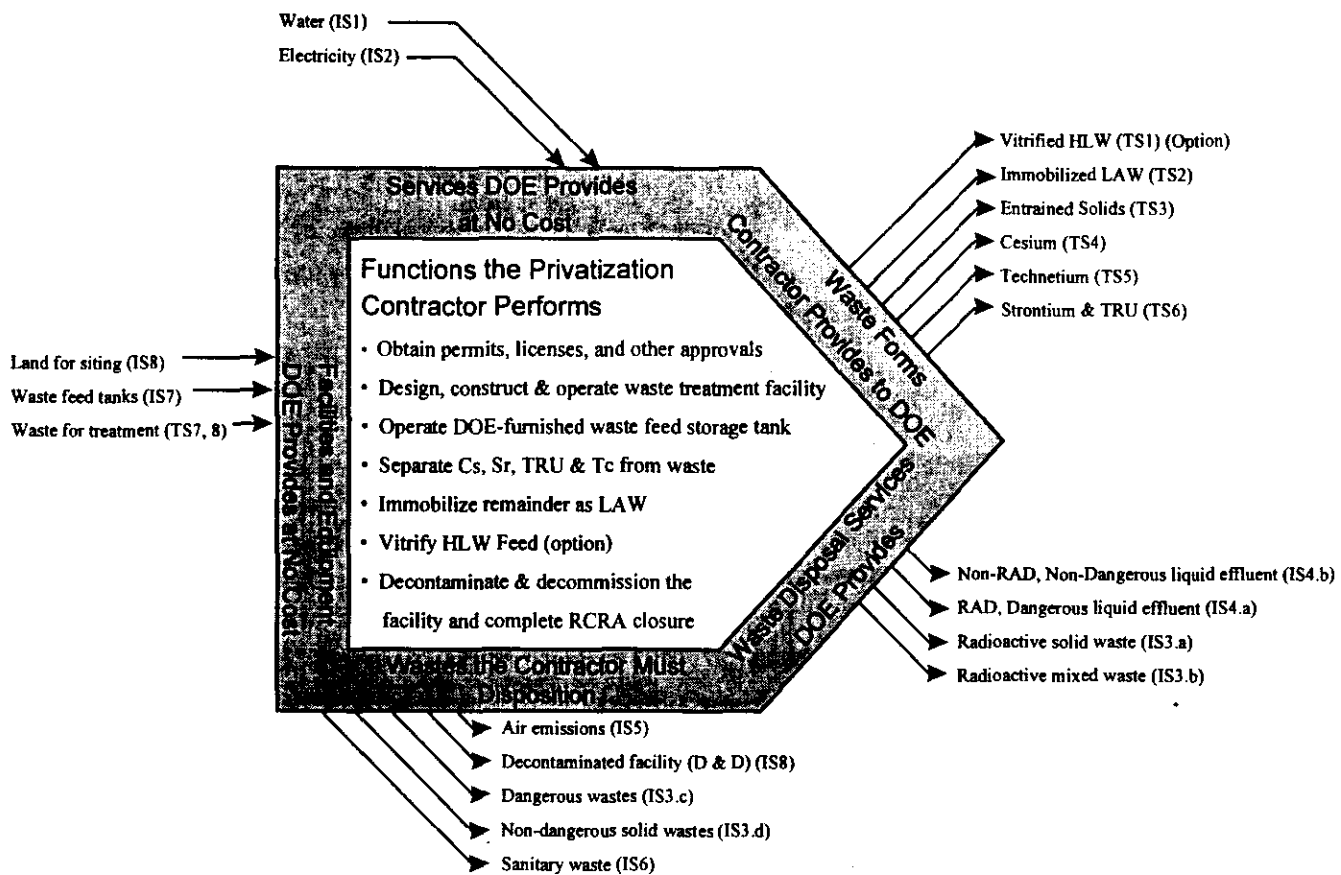 Water (IS1)
Electricity (IS2)
Services DOE Provides
at No Cost
Vitrified HLW (TS1) (Option)
Immobilized LAW (TS2)
Entrained Solids (TS3)
Cesium (TS4)
Technetium (TS5)
Strontium & TRU (TS6)
Waste Forms
Contractor Provides to DOE
Land for siting (IS8)
Waste feed tanks (IS7)
Waste for treatment (TS7, 8)
Facilities and Equipment
DOE Provides at No Cost
Functions the Privatization
Contractor Performs
• Obtain permits, licenses, and other approvals
• Design, construct & operate waste treatment facility
• Operate DOE-furnished waste feed storage tank
• Separate Cs, Sr, TRU & Tc from waste
• Immobilize remainder as LAW
• Vitrify HLW Feed (option)
• Decontaminate & decommission the
facility and complete RCRA closure
Waste Disposal Services
DOE Provides
Non-RAD, Non-Dangerous liquid effluent (IS4.b)
RAD, Dangerous liquid effluent (IS4.a)
Radioactive solid waste (IS3.a)
Radioactive mixed waste (IS3.b)
Wastes the Contractor Must
Disposition
Air emissions (IS5)
Decontaminated facility (D & D) (IS8)
Dangerous wastes (IS3.c)
Non-dangerous solid wastes (IS3.d)
Sanitary waste (IS6)